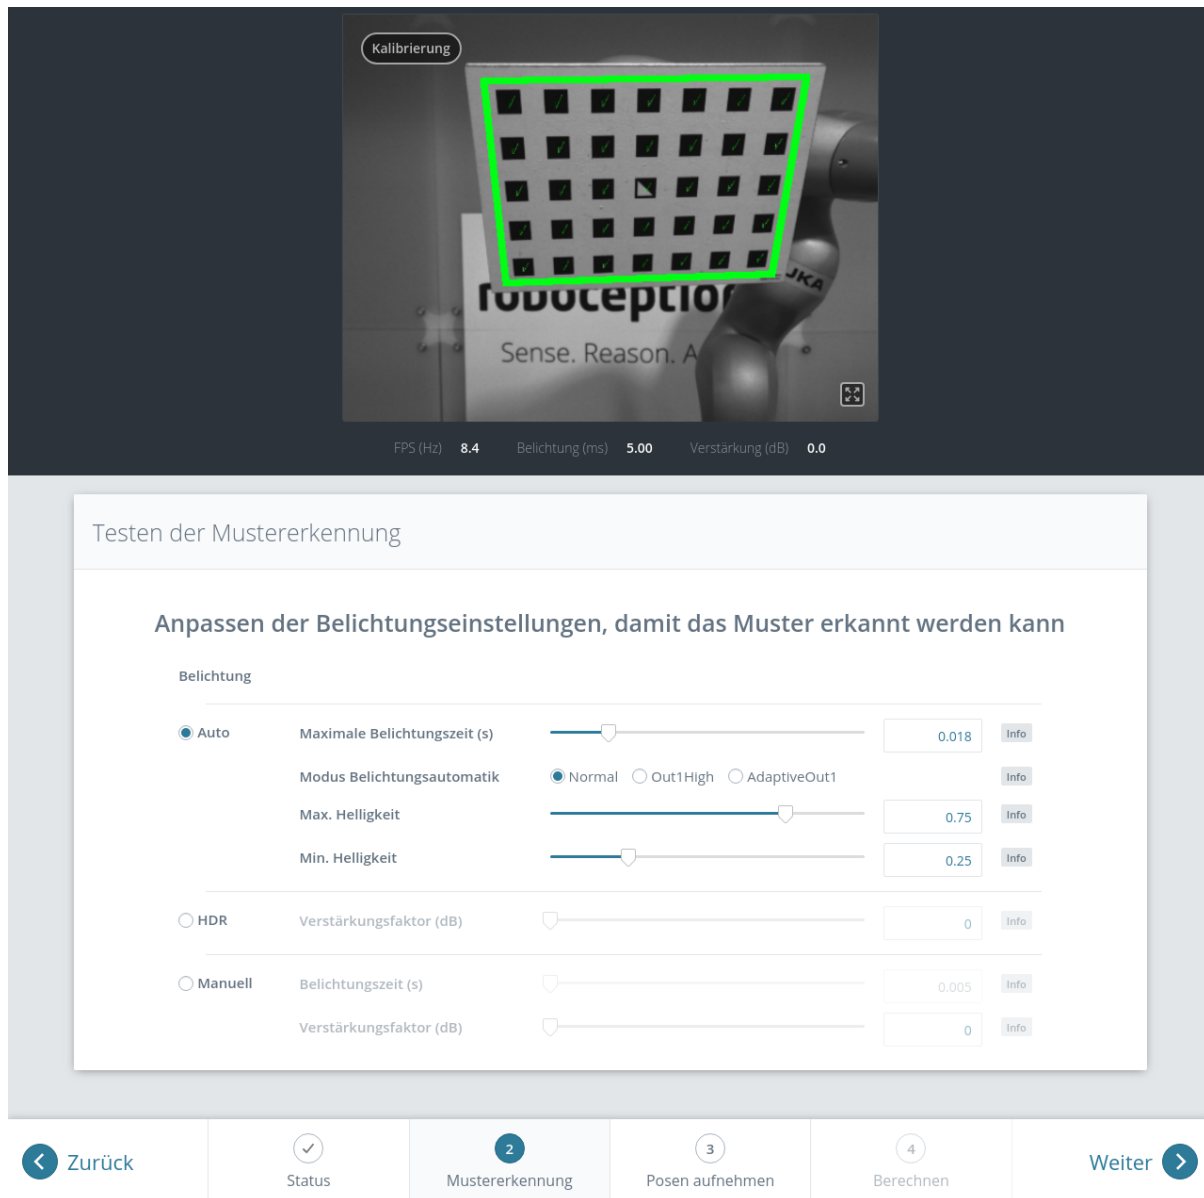 Kalibrierung
roboception
Sense. Reason. A
FPS (Hz) 8.4 Belichtung (ms) 5.00 Verstärkung (dB) 0.0
Testen der Mustererkennung
Anpassen der Belichtungseinstellungen, damit das Muster erkannt werden kann
Belichtung
Auto Maximale Belichtungszeit (s) 0.018 Info
Modus Belichtungsautomatik Normal Out1High AdaptiveOut1 Info
Max. Helligkeit 0.75 Info
Min. Helligkeit 0.25 Info
HDR Verstärkungsfaktor (dB) 0 Info
Manuell Belichtungszeit (s) 0.005 Info
Verstärkungsfaktor (dB) 0 Info
Zurück
Status
2 Mustererkennung
3 Posen aufnehmen
4 Berechnen
Weiter